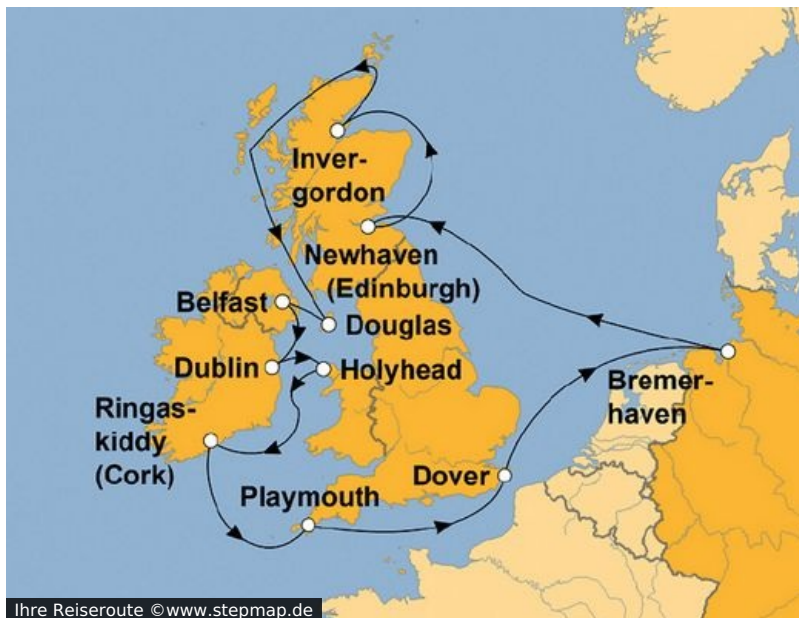 Inver-
gordon
Newhaven
(Edinburgh)
Belfast
Douglas
Dublin
Holyhead
Bremer-
haven
Ringas-
kiddy
(Cork)
Dover
Playmouth
Ihre Reiseroute ©www.stepmap.de